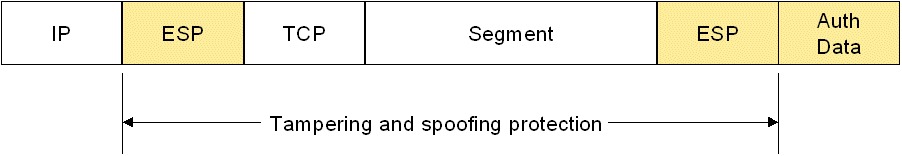 IP ESP TCP Segment ESP Auth
Data
Tampering and spoofing protection